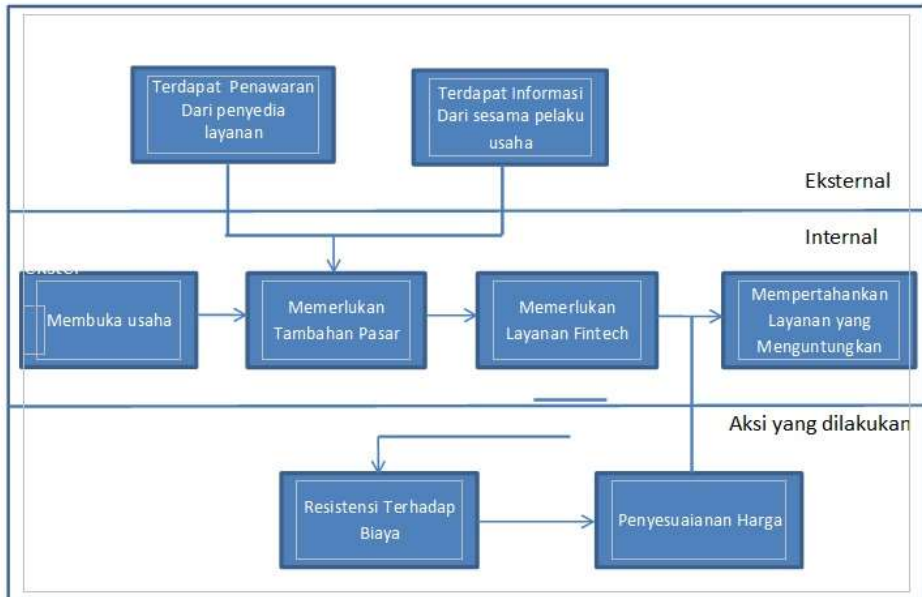 Terdapat Penawaran
Dari penyedia
layanan
Terdapat Informasi
Dari sesama pelaku
usaha
Eksternal
Internal
Membuka usaha
Memerlukan
Tambahan Pasar
Memerlukan
Layanan Fintech
Mempertahankan
Layanan yang
Menguntungkan
Aksi yang dilakukan
Resistensi Terhadap
Biaya
Penyesuaianan Harga